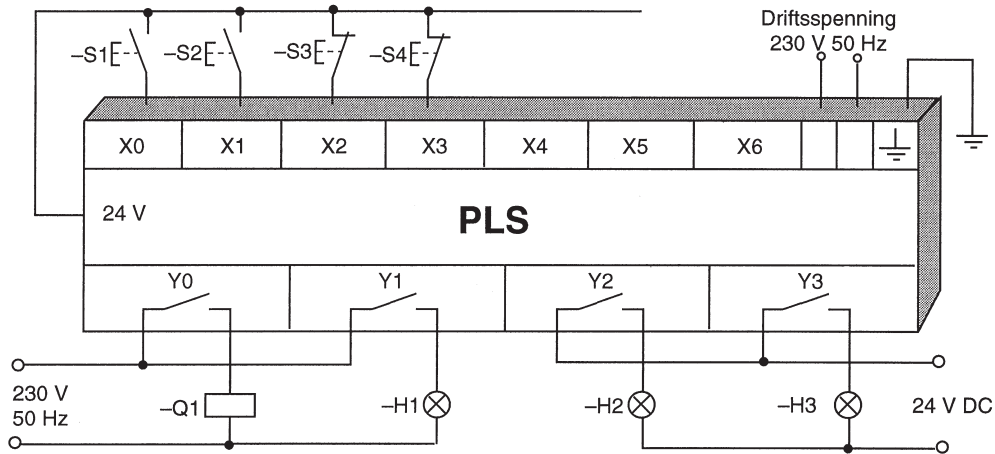 Driftsspenning
230 V 50 Hz
–S1
–S2
–S3
–S4
X0 X1 X2 X3 X4 X5 X6
24 V
PLS
Y0 Y1 Y2 Y3
230 V
50 Hz
–Q1
–H1
–H2
–H3
24 V DC